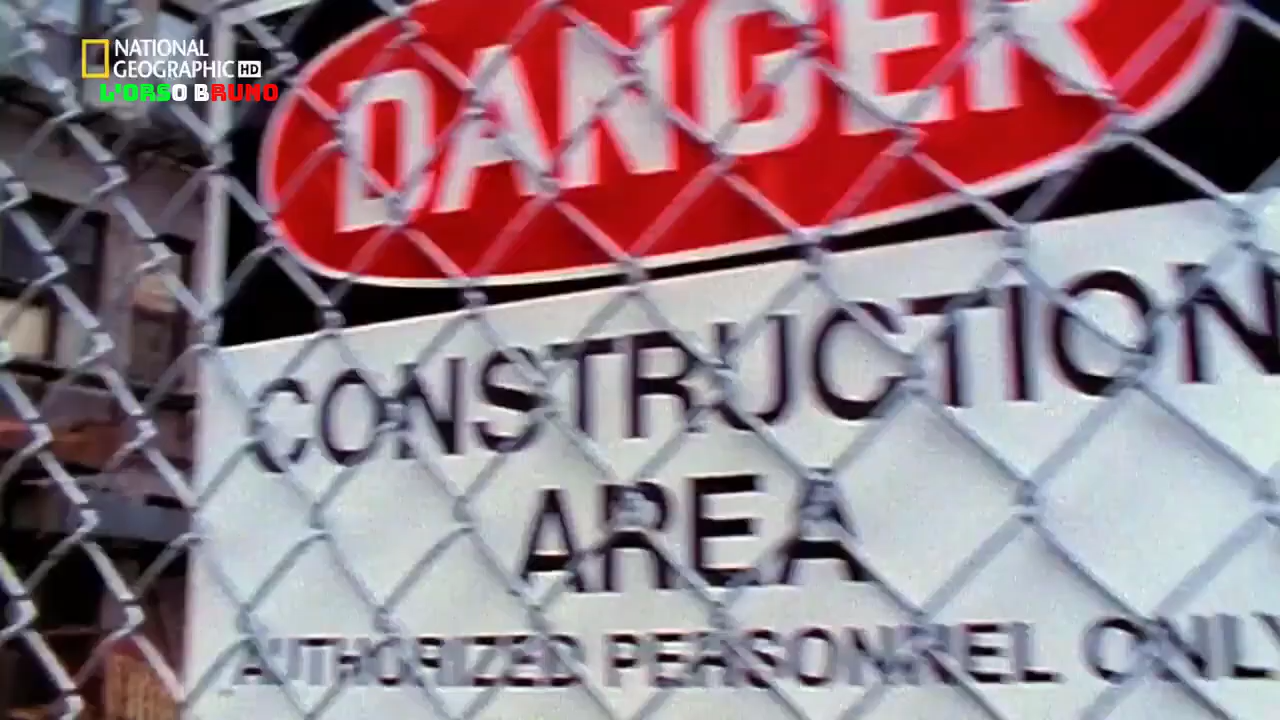 NATIONAL
GEOGRAPHIC HD
L'ORSO BRUNO
DANGER
CONSTRUCTION
AREA
AUTHORIZED PERSONNEL ONLY